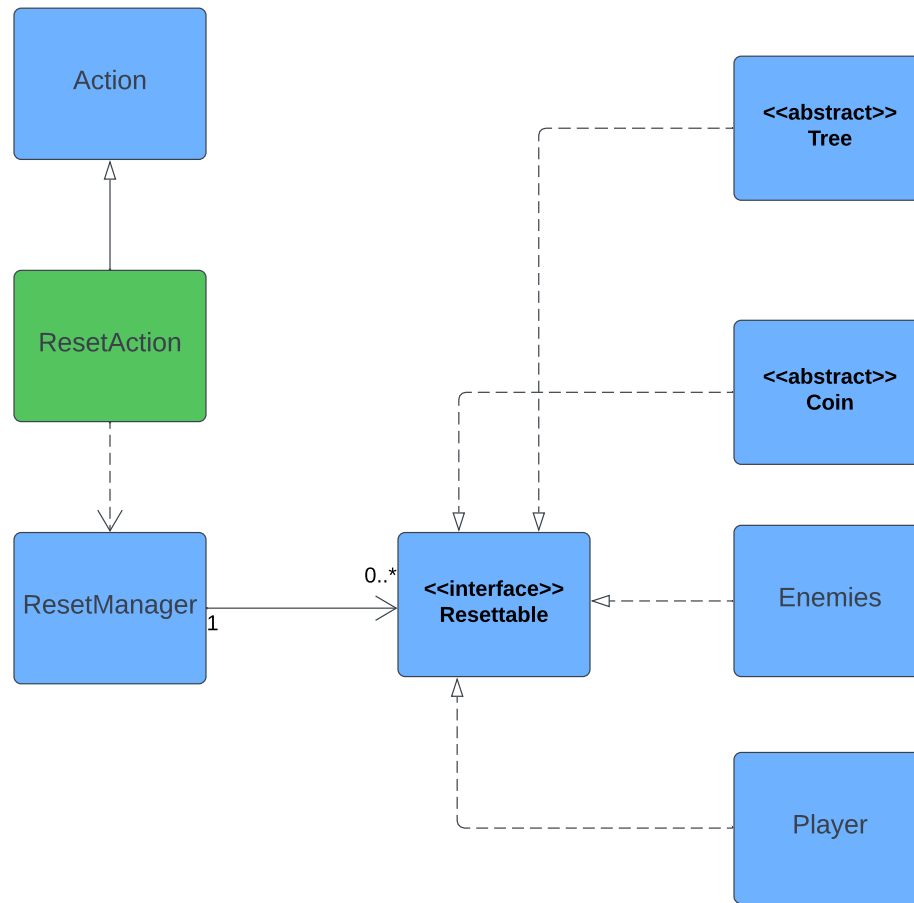 Action
<<abstract>>
Tree
ResetAction
<<abstract>>
Coin
ResetManager
1
0..*
<<interface>>
Resettable
Enemies
Player